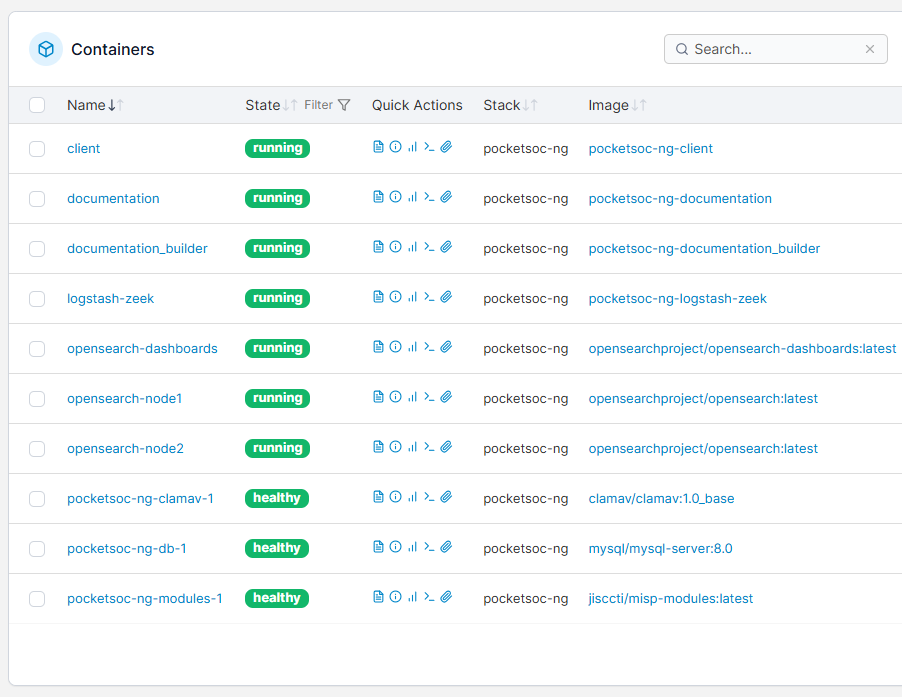 Containers
Search...
Name State Filter Quick Actions Stack Image
client running pocketsoc-ng pocketsoc-ng-client
documentation running pocketsoc-ng pocketsoc-ng-documentation
documentation_builder running pocketsoc-ng pocketsoc-ng-documentation_builder
logstash-zeek running pocketsoc-ng pocketsoc-ng-logstash-zeek
opensearch-dashboards running pocketsoc-ng opensearchproject/opensearch-dashboards:latest
opensearch-node1 running pocketsoc-ng opensearchproject/opensearch:latest
opensearch-node2 running pocketsoc-ng opensearchproject/opensearch:latest
pocketsoc-ng-clamav-1 healthy pocketsoc-ng clamav/clamav:1.0_base
pocketsoc-ng-db-1 healthy pocketsoc-ng mysql/mysql-server:8.0
pocketsoc-ng-modules-1 healthy pocketsoc-ng jisccti/misp-modules:latest